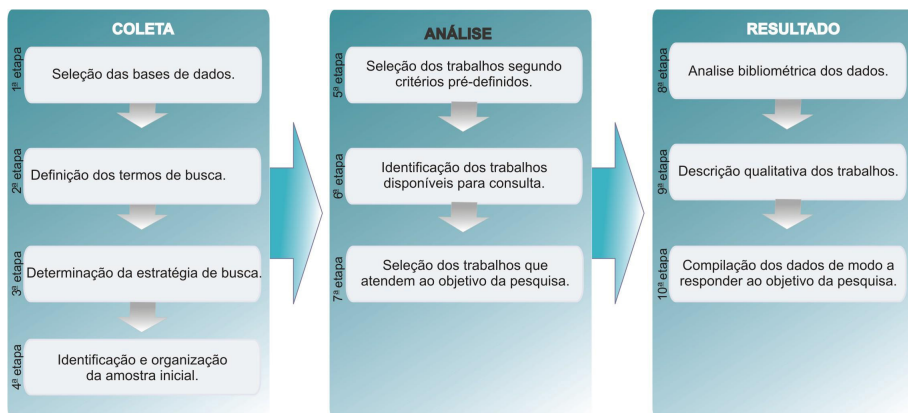 COLETA
1ª etapa
Seleção das bases de dados.
2ª etapa
Definição dos termos de busca.
3ª etapa
Determinação da estratégia de busca.
4ª etapa
Identificação e organização
da amostra inicial.
ANÁLISE
5ª etapa
Seleção dos trabalhos segundo
critérios pré-definidos.
6ª etapa
Identificação dos trabalhos
disponíveis para consulta.
7ª etapa
Seleção dos trabalhos que
atendem ao objetivo da pesquisa.
RESULTADO
8ª etapa
Analise bibliométrica dos dados.
9ª etapa
Descrição qualitativa dos trabalhos.
10ª etapa
Compilação dos dados de modo a
responder ao objetivo da pesquisa.